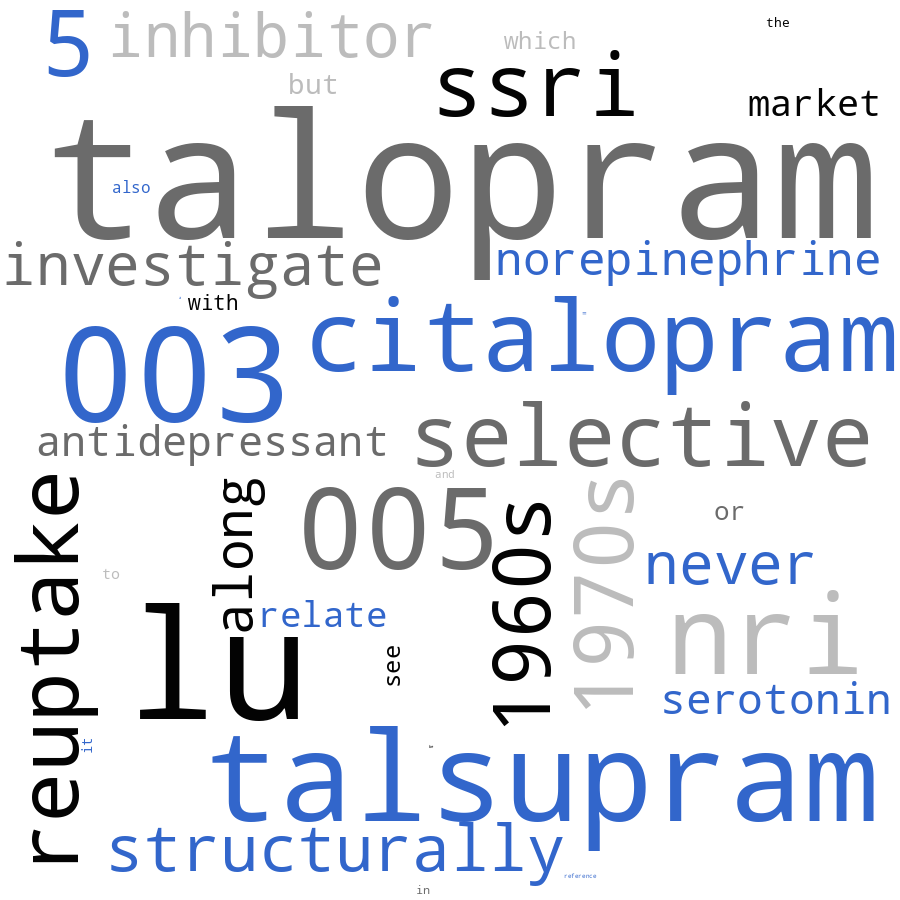 5 inhibitor which the
but ssri market
talopram
also
investigate norepinephrine
with
003 citalopram
antidepressant selective
reuptake along and
005 1960s 1970s or
to never
lu relate see nri
serotonin
it talsupram
structurally
reference
in